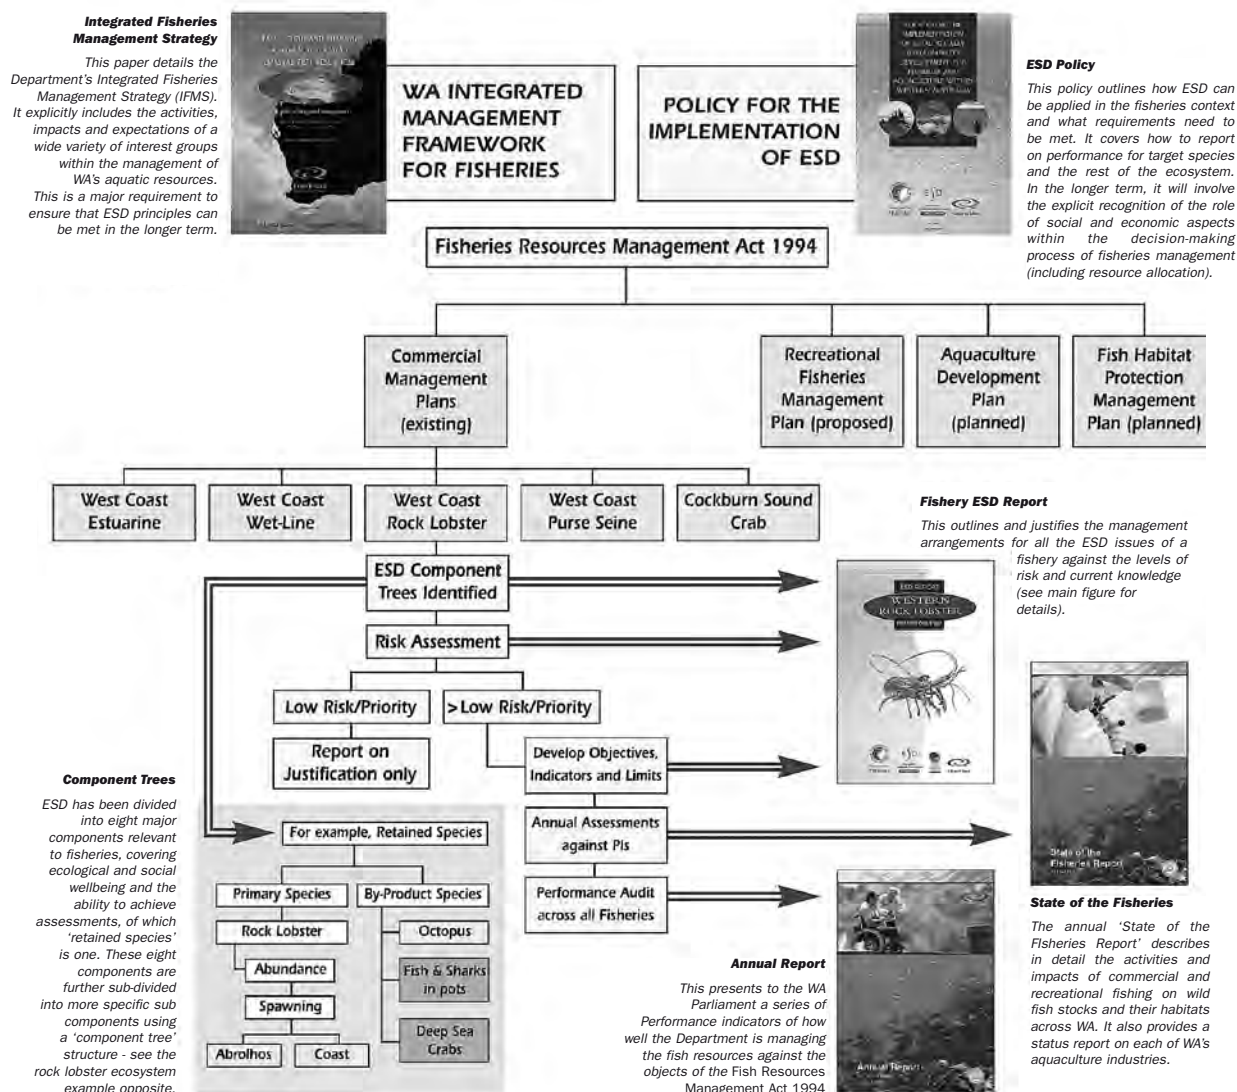 Integrated Fisheries
Management Strategy
This paper details the
Department's Integrated Fisheries
Management Strategy (IFMS).
It explicitly includes the activities,
impacts and expectations of a
wide variety of interest groups
within the management of
WA's aquatic resources.
This is a major requirement to
ensure that ESD principles can
be met in the longer term.
WA INTEGRATED
MANAGEMENT
FRAMEWORK
FOR FISHERIES
POLICY FOR THE
IMPLEMENTATION
OF ESD
ESD Policy
This policy outlines how ESD can
be applied in the fisheries context
and what requirements need to
be met. It covers how to report
on performance for target species
and the rest of the ecosystem.
In the longer term, it will involve
the explicit recognition of the role
of social and economic aspects
within the decision-making
process of fisheries management
(including resource allocation).
Fisheries Resources Management Act 1994
Commercial
Management
Plans
(existing)
Recreational
Fisheries
Management
Plan (proposed)
Aquaculture
Development
Plan
(planned)
Fish Habitat
Protection
Management
Plan (planned)
West Coast
Estuarine
West Coast
Wet-Line
West Coast
Rock Lobster
West Coast
Purse Seine
Cockburn Sound
Crab
Fishery ESD Report
This outlines and justifies the management
arrangements for all the ESD issues of a
fishery against the levels of
risk and current knowledge
(see main figure for
details).
ESD Component
Trees Identified
WESTERN
ROCK LOBSTER
Risk Assessment
Low Risk/Priority
>Low Risk/Priority
Report on
Justification only
Develop Objectives,
Indicators and Limits
Annual Assessments
against PIs
Performance Audit
across all Fisheries
State of the
Fisheries Report
Component Trees
ESD has been divided
into eight major
components relevant
to fisheries, covering
ecological and social
wellbeing and the
ability to achieve
assessments, of which
'retained species'
is one. These eight
components are
further sub-divided
into more specific sub
components using
a 'component tree'
structure - see the
rock lobster ecosystem
example opposite.
For example, Retained Species
Primary Species
By-Product Species
Rock Lobster
Octopus
Abundance
Fish & Sharks
in pots
Spawning
Deep Sea
Crabs
Abrolhos
Coast
Annual Report
This presents to the WA
Parliament a series of
Performance indicators of how
well the Department is managing
the fish resources against the
objects of the Fish Resources
Management Act 1994
Annual Report
State of the Fisheries
The annual 'State of the
FIsheries Report' describes
in detail the activities and
impacts of commercial and
recreational fishing on wild
fish stocks and their habitats
across WA. It also provides a
status report on each of WA's
aquaculture industries.